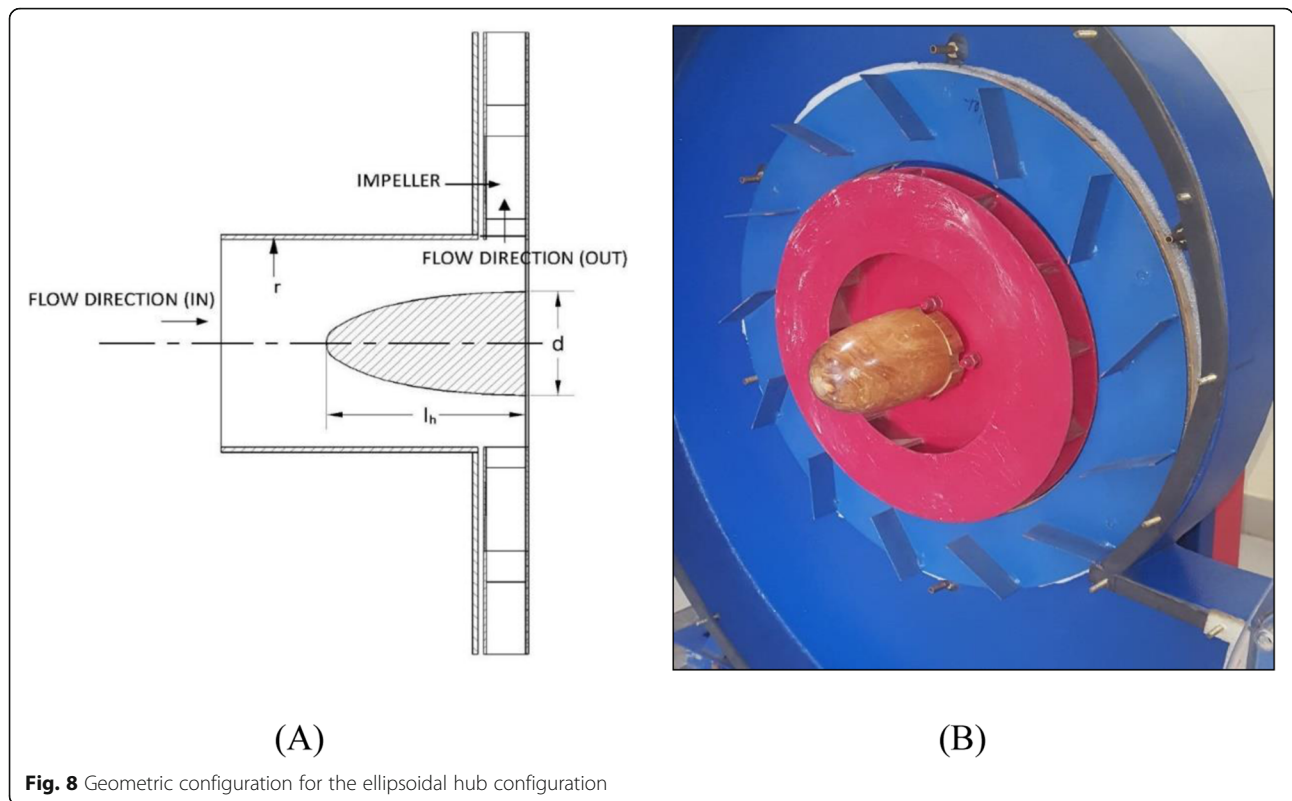 IMPELLER
FLOW DIRECTION (OUT)
r
FLOW DIRECTION (IN)
d
lₕ
(A)
(B)
Fig. 8 Geometric configuration for the ellipsoidal hub configuration